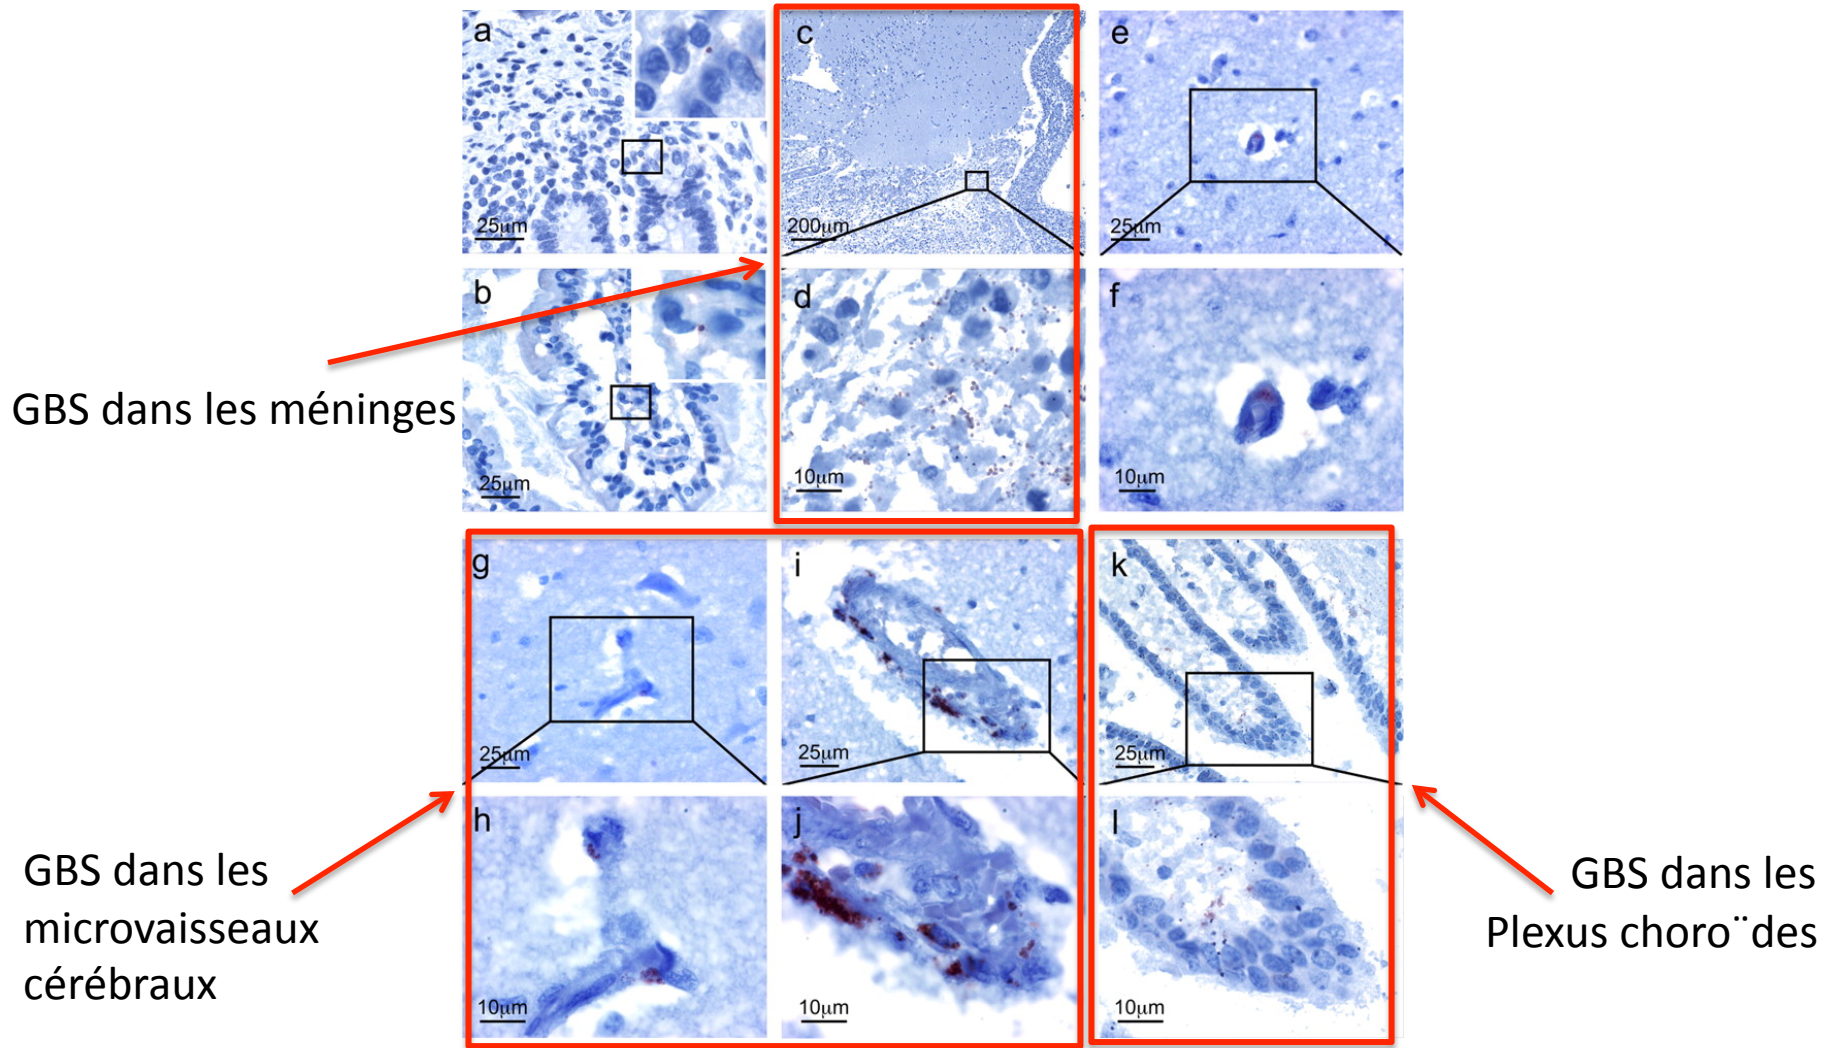 a
25µm
c
200µm
e
25µm
b
25µm
d
10µm
f
10µm
GBS dans les méninges
g
25µm
i
25µm
k
25µm
h
10µm
j
10µm
l
10µm
GBS dans les
microvaisseaux
cérébraux
GBS dans les
Plexus choro¨des